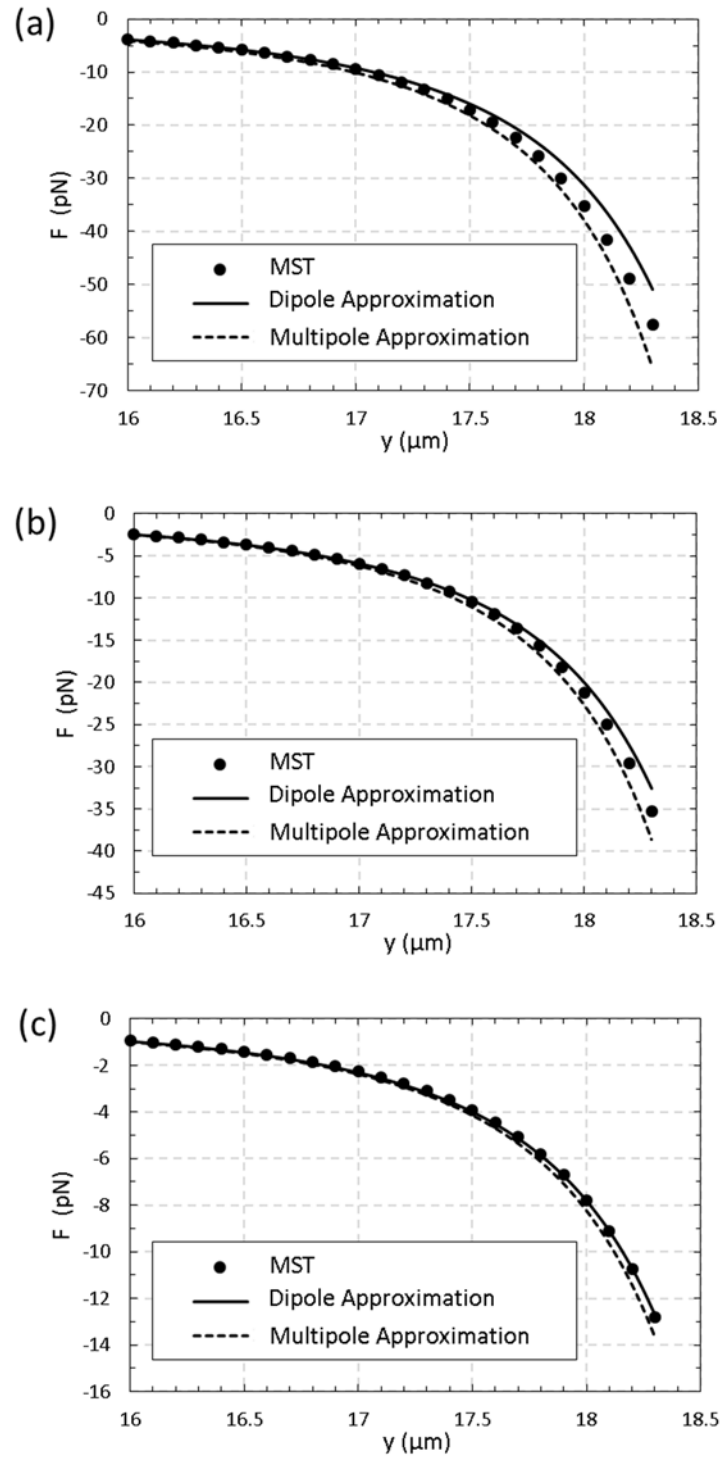 (a)
0
-10
-20
-30
-40
-50
-60
-70
F (pN)
MST
Dipole Approximation
Multipole Approximation
16 16.5 17 17.5 18 18.5
y (μm)
(b)
0
-5
-10
-15
-20
-25
-30
-35
-40
-45
F (pN)
MST
Dipole Approximation
Multipole Approximation
16 16.5 17 17.5 18 18.5
y (μm)
(c)
0
-2
-4
-6
-8
-10
-12
-14
-16
F (pN)
MST
Dipole Approximation
Multipole Approximation
16 16.5 17 17.5 18 18.5
y (μm)